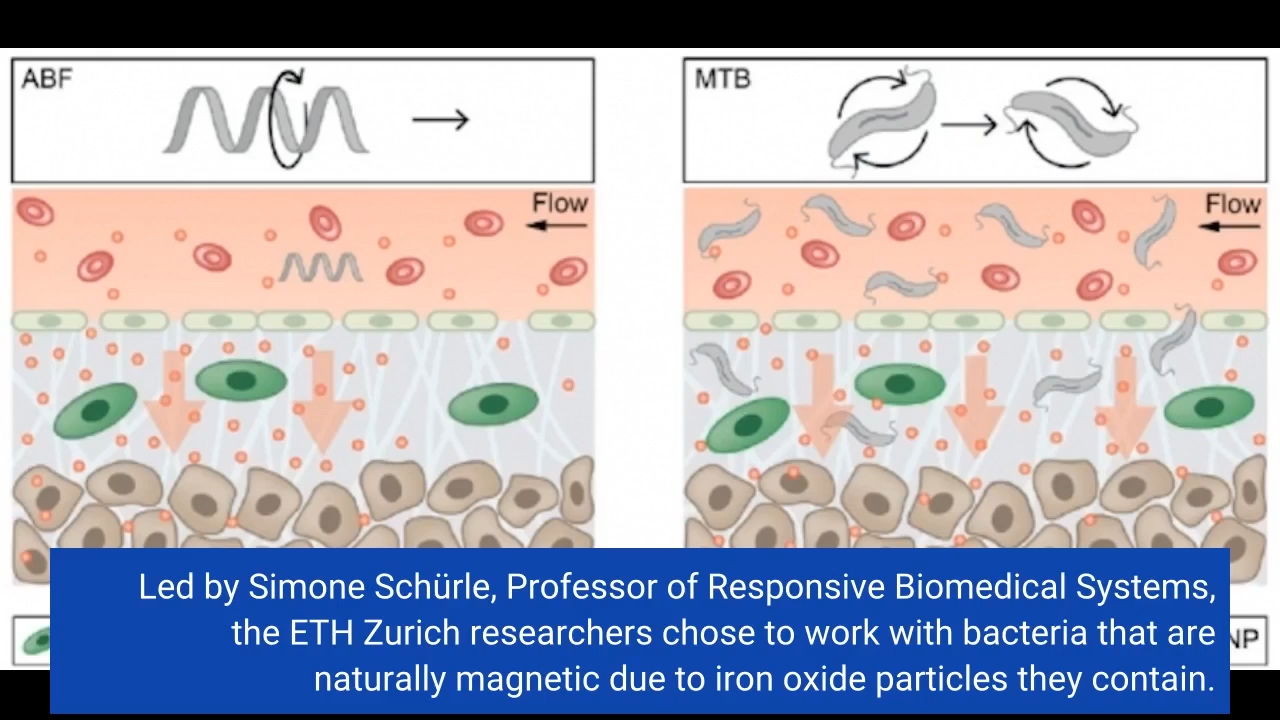 ABF
MTB
Flow
Flow
NP
Led by Simone Schürle, Professor of Responsive Biomedical Systems,
the ETH Zurich researchers chose to work with bacteria that are
naturally magnetic due to iron oxide particles they contain.